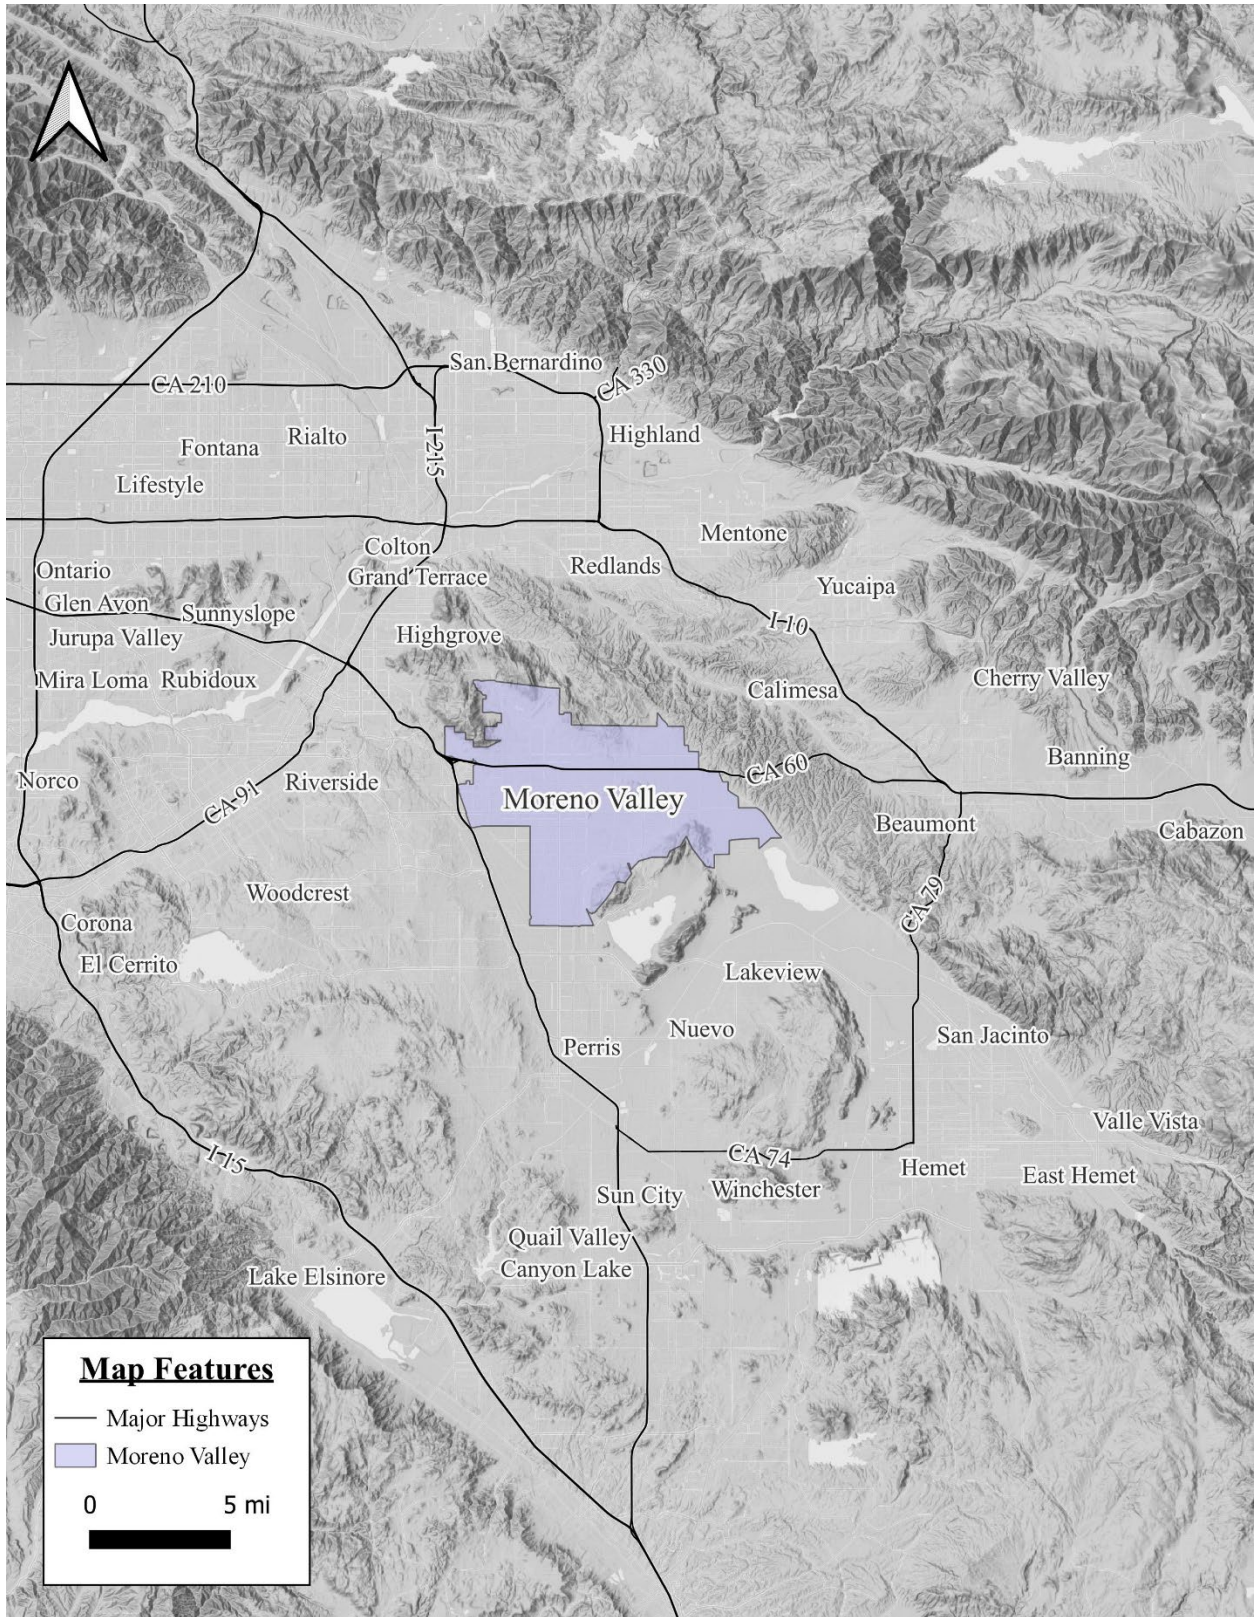 San Bernardino
CA 330
CA 210
Highland
Rialto
I-215
Fontana
Lifestyle
Mentone
Colton
Redlands
Ontario
Grand Terrace
Yucaipa
Glen Avon
Sunnyslope
I-10
Jurupa Valley
Highgrove
Mira Loma
Rubidoux
Cherry Valley
Calimesa
Banning
CA 60
Norco
Riverside
CA-91
Moreno Valley
Beaumont
Cabazon
Woodcrest
CA-79
Corona
El Cerrito
Lakeview
Nuevo
San Jacinto
Perris
Valle Vista
I-15
CA 74
Hemet
East Hemet
Sun City
Winchester
Quail Valley
Canyon Lake
Lake Elsinore
Map Features
Major Highways
Moreno Valley
0 5 mi